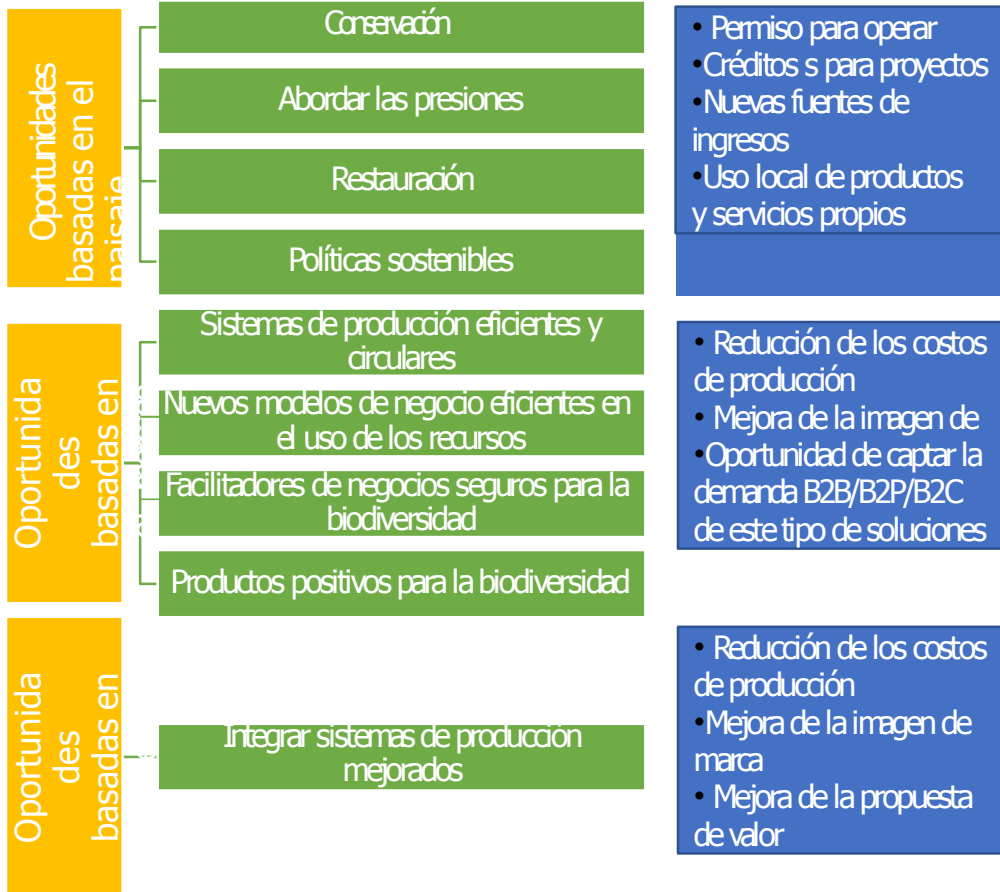 Oportunidades
basadas en el
paisaje
Conservación
Abordar las presiones
Restauración
Políticas sostenibles
• Permiso para operar
•Créditos s para proyectos
•Nuevas fuentes de
ingresos
•Uso local de productos
y servicios propios
Oportunida
des
basadas en
Sistemas de producción eficientes y
circulares
Nuevos modelos de negocio eficientes en
el uso de los recursos
Facilitadores de negocios seguros para la
biodiversidad
Productos positivos para la biodiversidad
• Reducción de los costos
de producción
• Mejora de la imagen de
•Oportunidad de captar la
demanda B2B/B2P/B2C
de este tipo de soluciones
Oportunida
des
basadas en
Integrar sistemas de producción
mejorados
• Reducción de los costos
de producción
•Mejora de la imagen de
marca
• Mejora de la propuesta
de valor